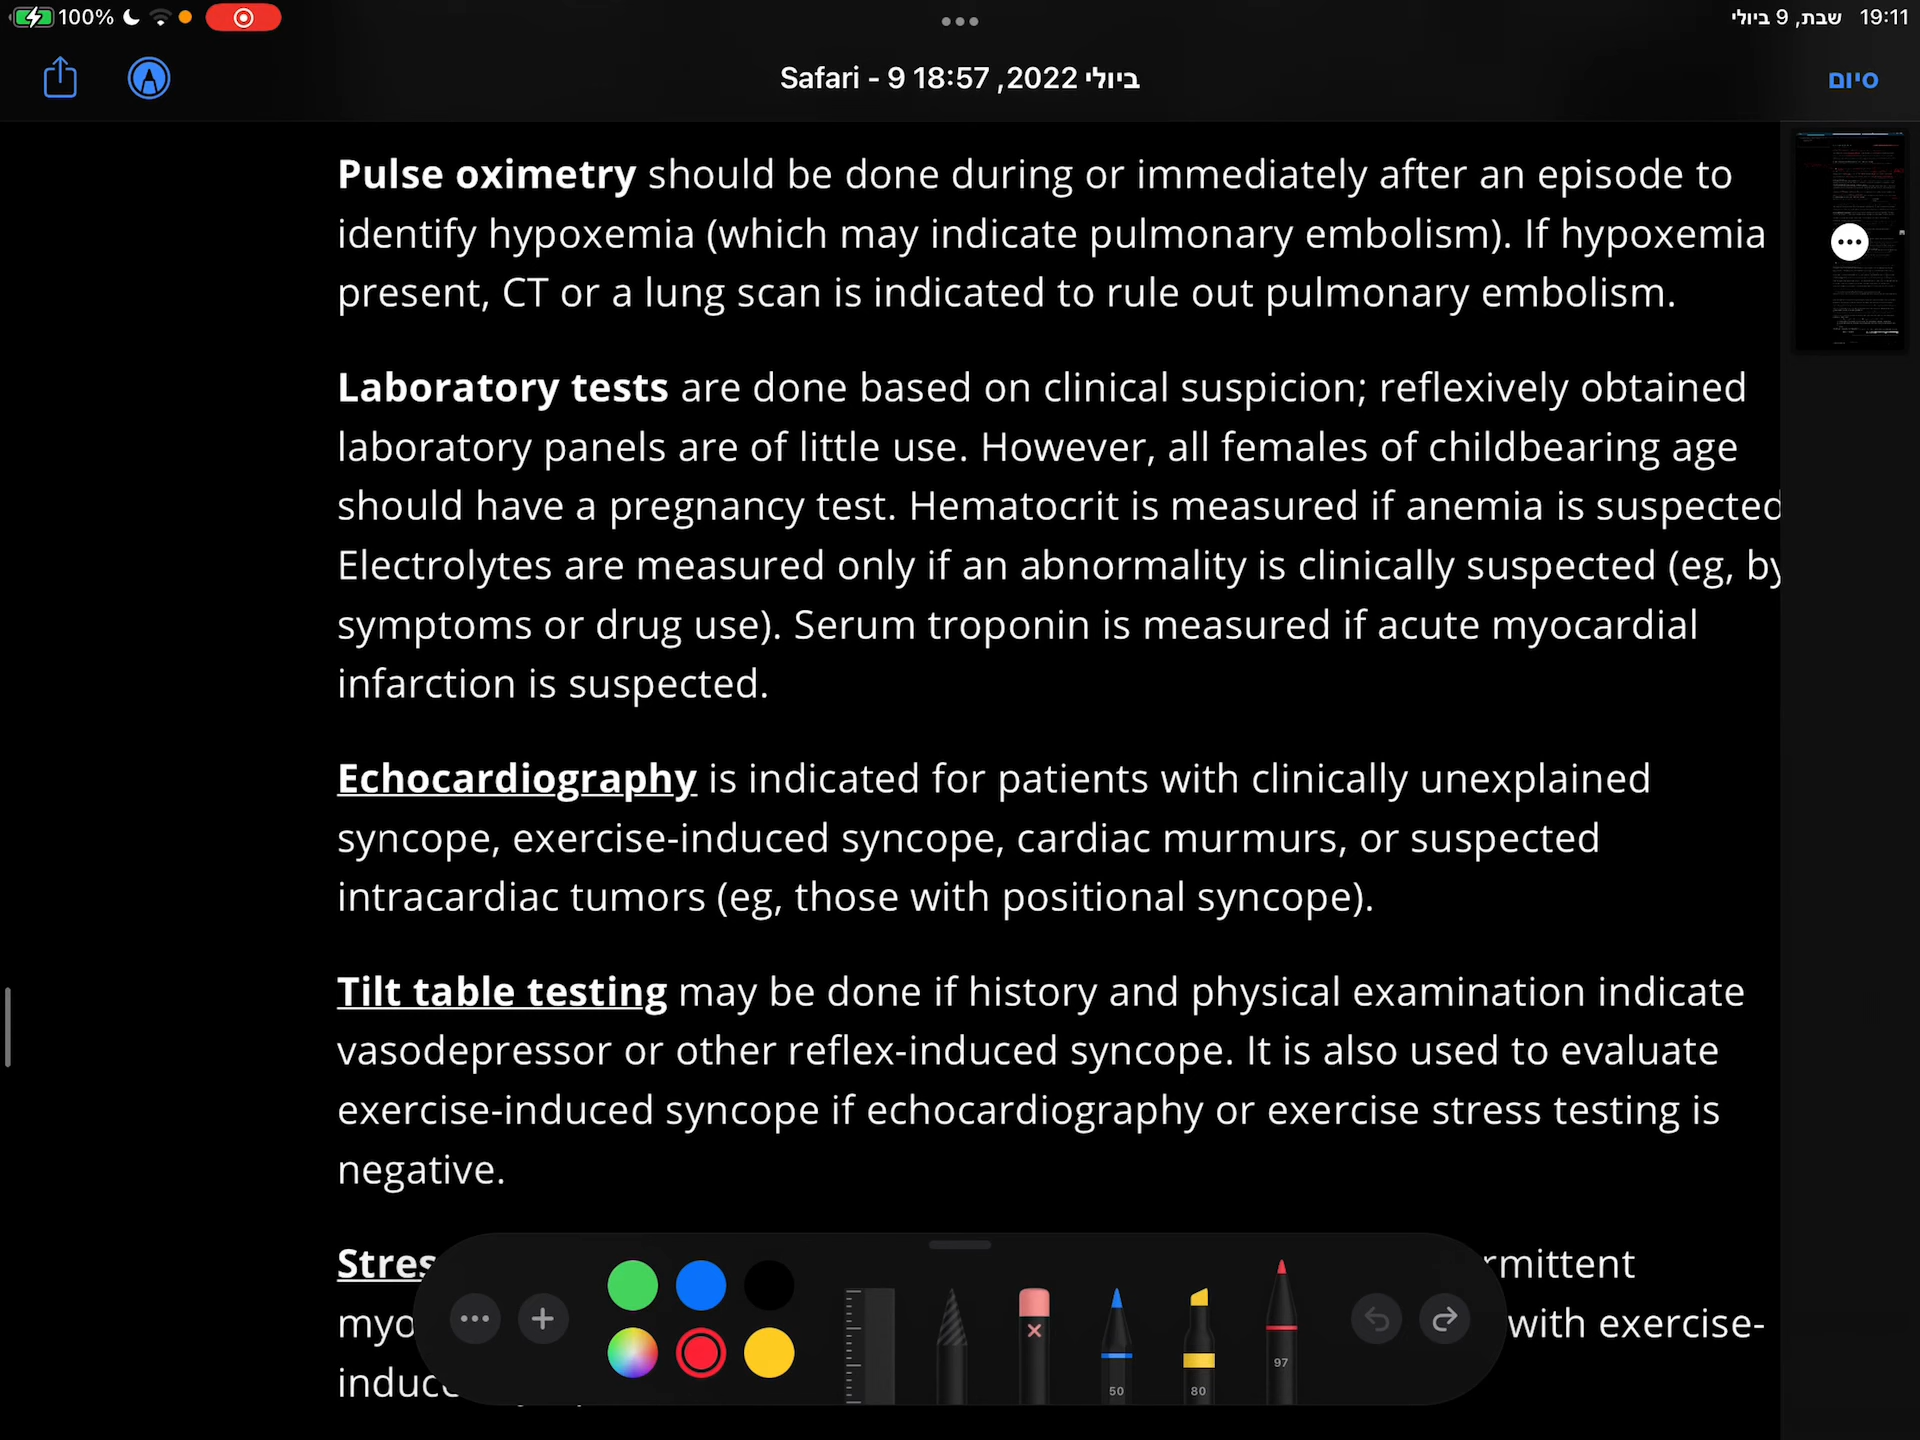 100%
שבת, 9 ביולי 19:11
Safari - 9 ביולי 2022, 18:57
סיום
Pulse oximetry should be done during or immediately after an episode to
identify hypoxemia (which may indicate pulmonary embolism). If hypoxemia
present, CT or a lung scan is indicated to rule out pulmonary embolism.
Laboratory tests are done based on clinical suspicion; reflexively obtained
laboratory panels are of little use. However, all females of childbearing age
should have a pregnancy test. Hematocrit is measured if anemia is suspected
Electrolytes are measured only if an abnormality is clinically suspected (eg, by
symptoms or drug use). Serum troponin is measured if acute myocardial
infarction is suspected.
Echocardiography is indicated for patients with clinically unexplained
syncope, exercise-induced syncope, cardiac murmurs, or suspected
intracardiac tumors (eg, those with positional syncope).
Tilt table testing may be done if history and physical examination indicate
vasodepressor or other reflex-induced syncope. It is also used to evaluate
exercise-induced syncope if echocardiography or exercise stress testing is
negative.
Stres rmittent
myo with exercise-
induc
50
80
97